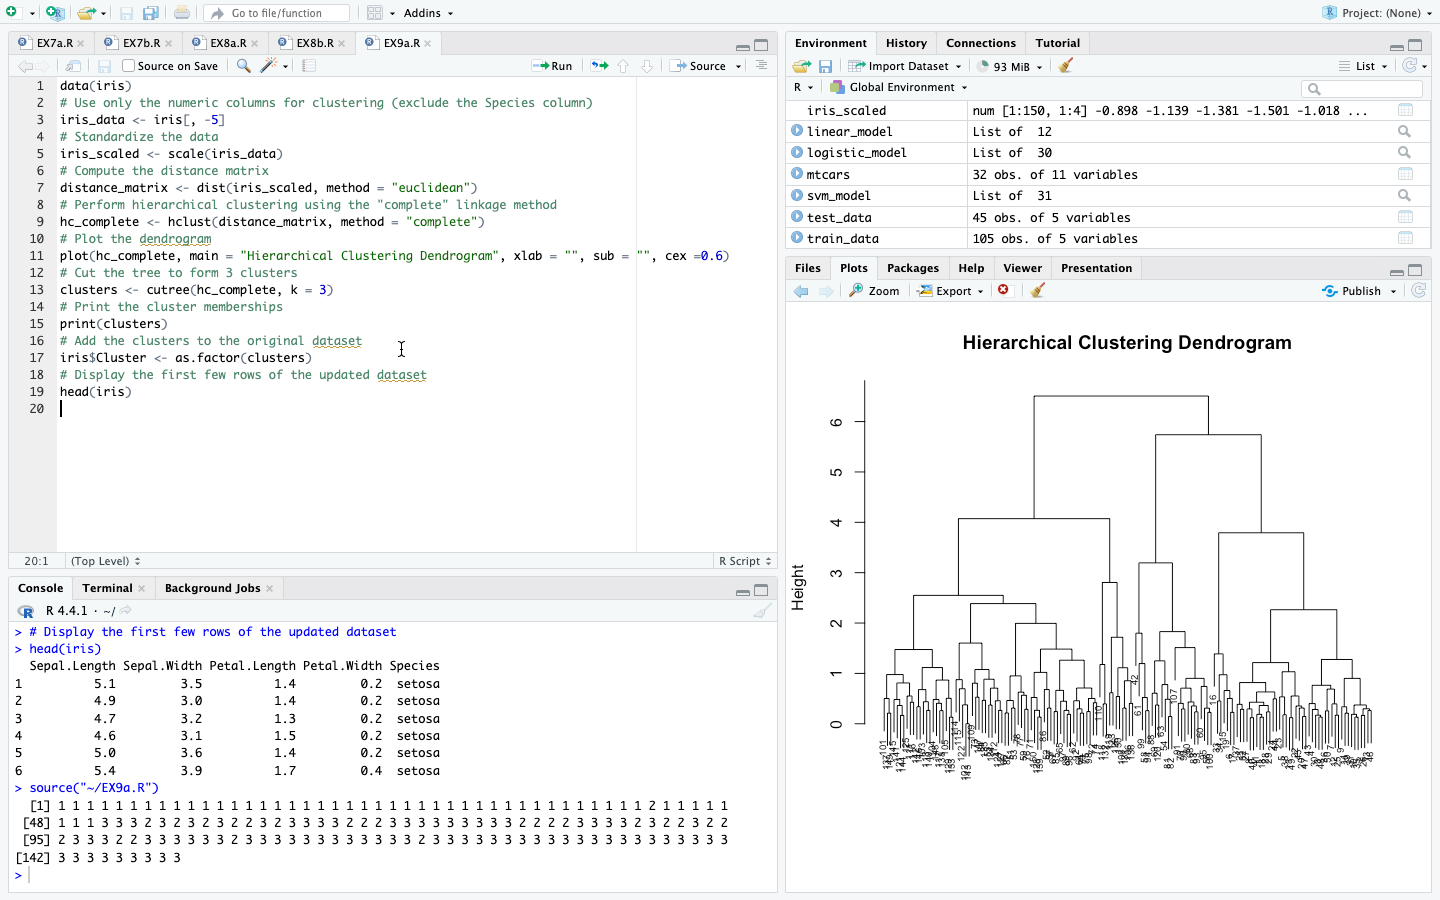 Go to file/function
Addins
Project: (None)
EX7a.R
EX7b.R
EX8a.R
EX8b.R
EX9a.R
Source on Save
Run
Source
1 data(iris)
2 # Use only the numeric columns for clustering (exclude the Species column)
3 iris_data <- iris[, -5]
4 # Standardize the data
5 iris_scaled <- scale(iris_data)
6 # Compute the distance matrix
7 distance_matrix <- dist(iris_scaled, method = "euclidean")
8 # Perform hierarchical clustering using the "complete" linkage method
9 hc_complete <- hclust(distance_matrix, method = "complete")
10 # Plot the dendrogram
11 plot(hc_complete, main = "Hierarchical Clustering Dendrogram", xlab = "", sub = "", cex =0.6)
12 # Cut the tree to form 3 clusters
13 clusters <- cutree(hc_complete, k = 3)
14 # Print the cluster memberships
15 print(clusters)
16 # Add the clusters to the original dataset
17 iris$Cluster <- as.factor(clusters)
18 # Display the first few rows of the updated dataset
19 head(iris)
20
20:1 (Top Level) R Script
Console Terminal Background Jobs
R 4.4.1 · ~/
> # Display the first few rows of the updated dataset
> head(iris)
Sepal.Length Sepal.Width Petal.Length Petal.Width Species
1 5.1 3.5 1.4 0.2 setosa
2 4.9 3.0 1.4 0.2 setosa
3 4.7 3.2 1.3 0.2 setosa
4 4.6 3.1 1.5 0.2 setosa
5 5.0 3.6 1.4 0.2 setosa
6 5.4 3.9 1.7 0.4 setosa
> source("~/EX9a.R")
[1] 1 1 1 1 1 1 1 1 1 1 1 1 1 1 1 1 1 1 1 1 1 1 1 1 1 1 1 1 1 1 1 1 1 1 1 1 1 1 1 1 1 2 1 1 1 1 1
[48] 1 1 1 3 3 3 2 3 2 3 2 3 2 2 3 2 3 3 3 3 2 2 2 3 3 3 3 3 3 3 3 3 2 2 2 2 3 3 3 3 2 3 2 2 3 2 2
[95] 2 3 3 3 2 2 3 3 3 3 3 3 2 3 3 3 3 3 3 3 3 3 3 3 3 2 3 3 3 3 3 3 3 3 3 3 3 3 3 3 3 3 3 3 3 3 3
[142] 3 3 3 3 3 3 3 3 3
>
Environment History Connections Tutorial
Import Dataset 93 MiB List
R Global Environment
iris_scaled num [1:150, 1:4] -0.898 -1.139 -1.381 -1.501 -1.018 ...
linear_model List of 12
logistic_model List of 30
mtcars 32 obs. of 11 variables
svm_model List of 31
test_data 45 obs. of 5 variables
train_data 105 obs. of 5 variables
Files Plots Packages Help Viewer Presentation
Zoom Export Publish
Hierarchical Clustering Dendrogram
Height
6
5
4
3
2
1
0
42
107
16
61